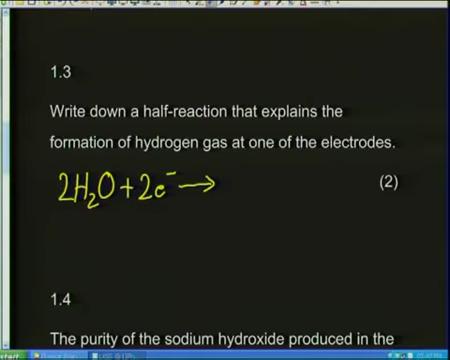 1.3
Write down a half-reaction that explains the
formation of hydrogen gas at one of the electrodes.
2H₂O + 2e⁻ →
(2)
1.4
The purity of the sodium hydroxide produced in the
start